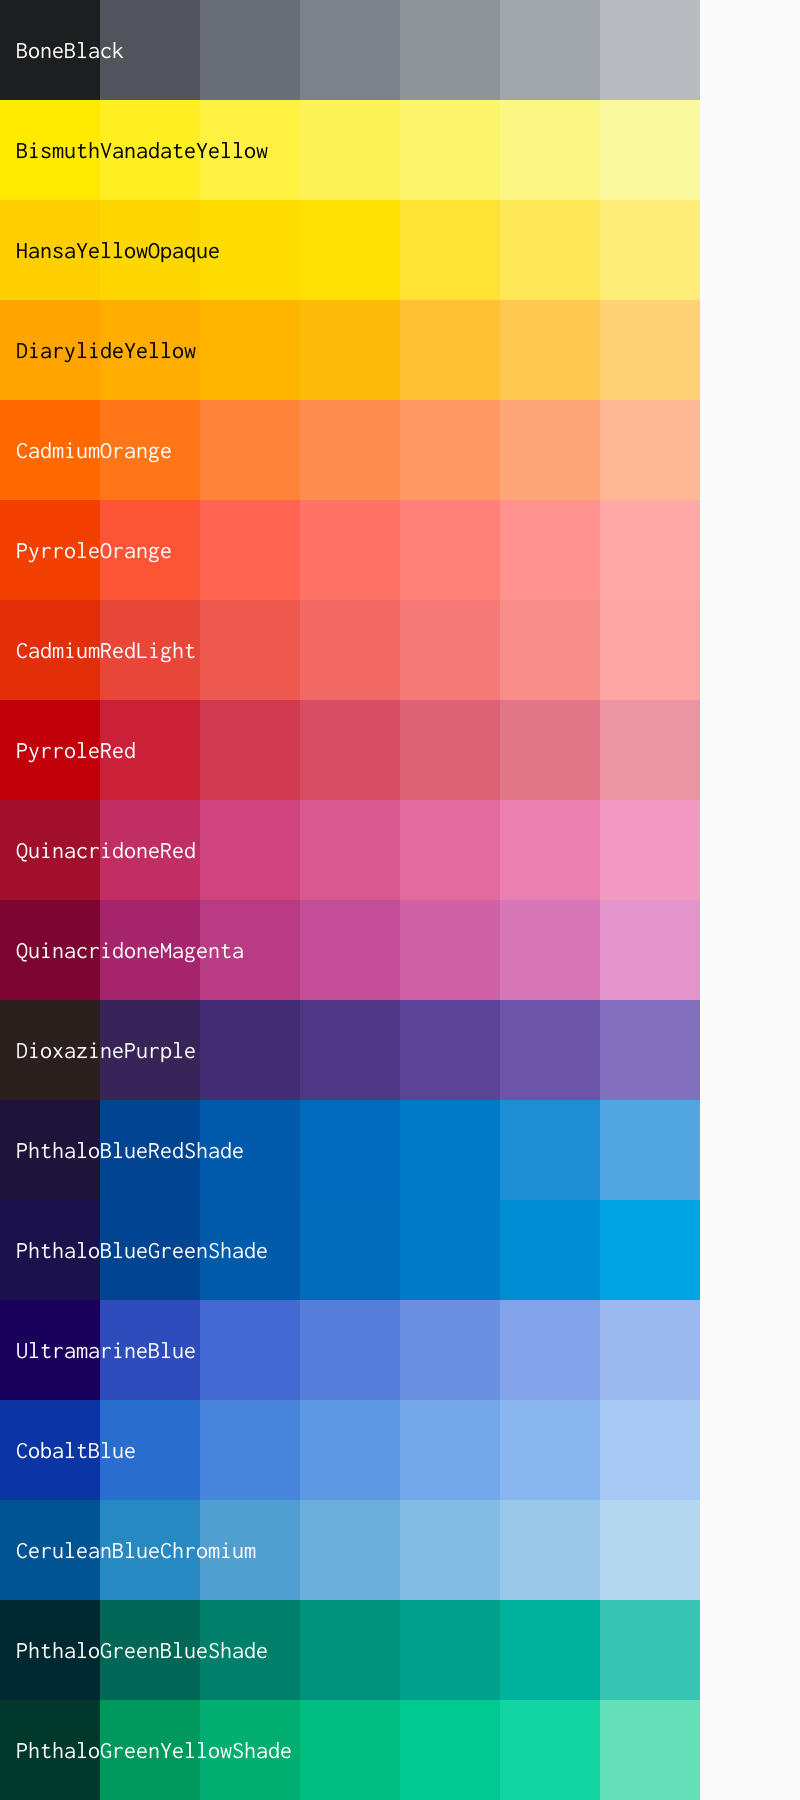 BoneBlack
BismuthVanadateYellow
HansaYellowOpaque
DiarylideYellow
CadmiumOrange
PyrroleOrange
CadmiumRedLight
PyrroleRed
QuinacridoneRed
QuinacridoneMagenta
DioxazinePurple
PhthaloBlueRedShade
PhthaloBlueGreenShade
UltramarineBlue
CobaltBlue
CeruleanBlueChromium
PhthaloGreenBlueShade
PhthaloGreenYellowShade